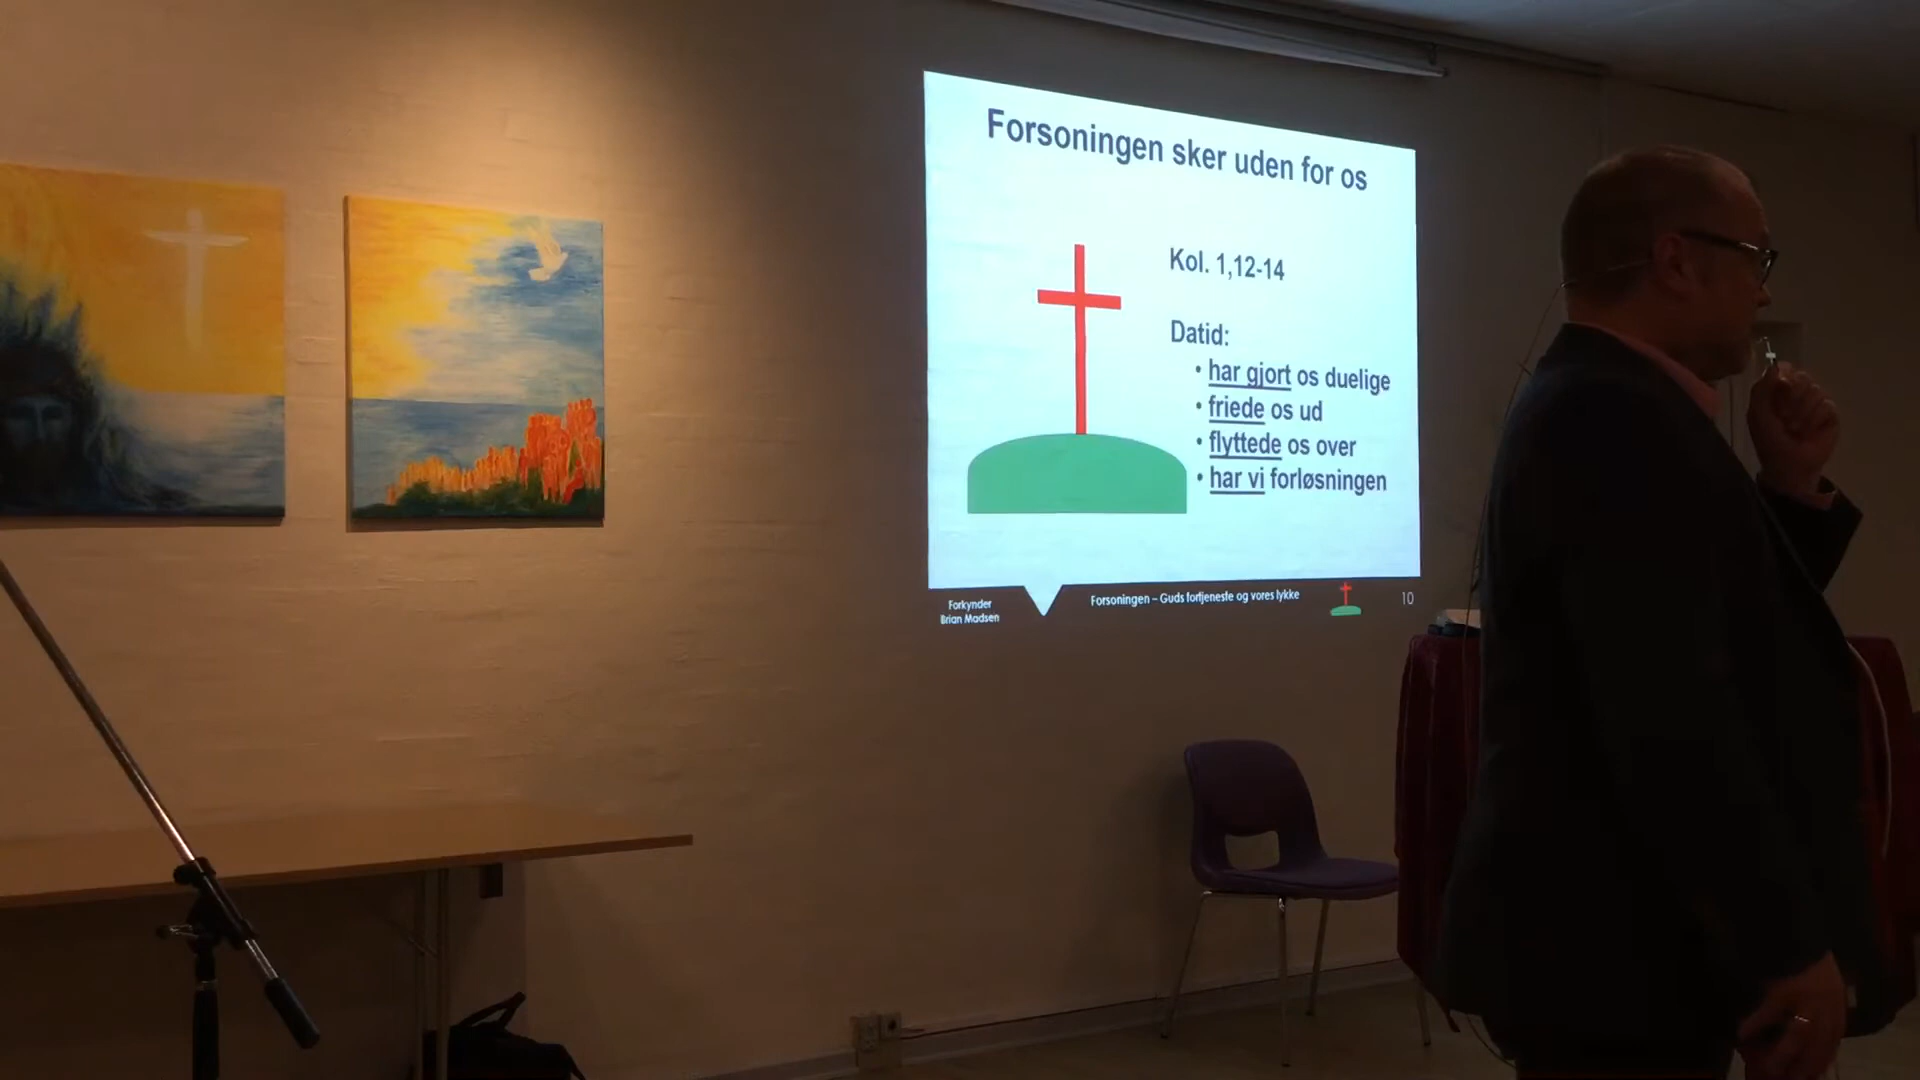 Forsoningen sker uden for os
Kol. 1,12-14
Datid:
• har gjort os duelige
• friede os ud
• flyttede os over
• har vi forløsningen
Forkynder
Brian Madsen
Forsoningen – Guds fortjeneste og vores lykke
10